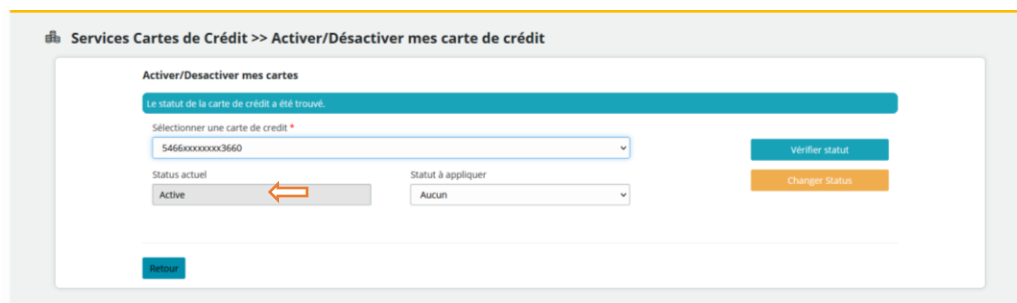 Services Cartes de Crédit >> Activer/Désactiver mes carte de crédit
Activer/Desactiver mes cartes
Le statut de la carte de crédit a été trouvé.
Sélectionner une carte de credit *
5466xxxxxxxx3660
Vérifier statut
Status actuel
Statut à appliquer
Changer Status
Active
Aucun
Retour